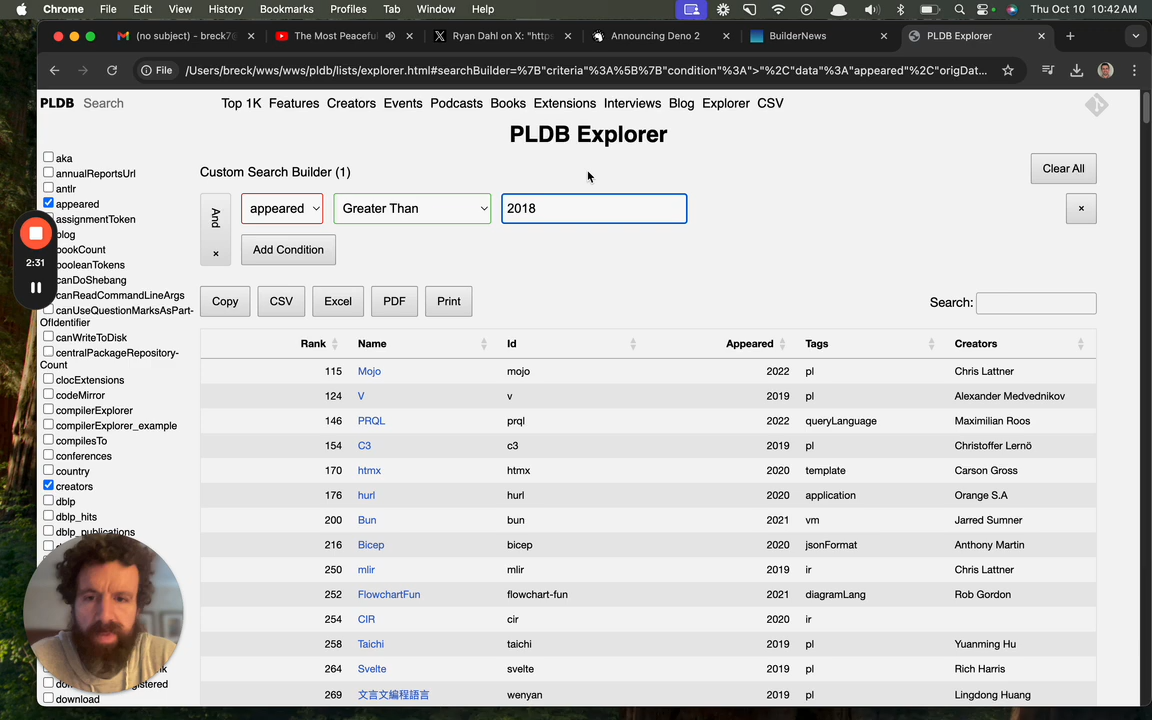 Chrome File Edit View History Bookmarks Profiles Tab Window Help Thu Oct 10 10:42 AM
(no subject) - breck7@ The Most Peaceful Ryan Dahl on X: "https: Announcing Deno 2 BuilderNews PLDB Explorer
File /Users/breck/wws/wws/pldb/lists/explorer.html#searchBuilder=%7B"criteria"%3A%5B%7B"condition"%3A">"%2C"data"%3A"appeared"%2C"origDat...
PLDB Search Top 1K Features Creators Events Podcasts Books Extensions Interviews Blog Explorer CSV
PLDB Explorer
aka
annualReportsUrl
antlr
appeared
assignmentToken
blog
bookCount
booleanTokens
canDoShebang
canReadCommandLineArgs
canUseQuestionMarksAsPart-
OfIdentifier
canWriteToDisk
centralPackageRepository-
Count
clocExtensions
codeMirror
compilerExplorer
compilerExplorer_example
compilesTo
conferences
country
creators
dblp
dblp_hits
dblp_publications
download
2:31
Custom Search Builder (1) Clear All
And × appeared Greater Than 2018 ×
Add Condition
Copy CSV Excel PDF Print Search:
Rank Name Id Appeared Tags Creators
115 Mojo mojo 2022 pl Chris Lattner
124 V v 2019 pl Alexander Medvednikov
146 PRQL prql 2022 queryLanguage Maximilian Roos
154 C3 c3 2019 pl Christoffer Lernö
170 htmx htmx 2020 template Carson Gross
176 hurl hurl 2020 application Orange S.A
200 Bun bun 2021 vm Jarred Sumner
216 Bicep bicep 2020 jsonFormat Anthony Martin
250 mlir mlir 2019 ir Chris Lattner
252 FlowchartFun flowchart-fun 2021 diagramLang Rob Gordon
254 CIR cir 2020 ir
258 Taichi taichi 2019 pl Yuanming Hu
264 Svelte svelte 2019 pl Rich Harris
269 文言文編程語言 wenyan 2019 pl Lingdong Huang